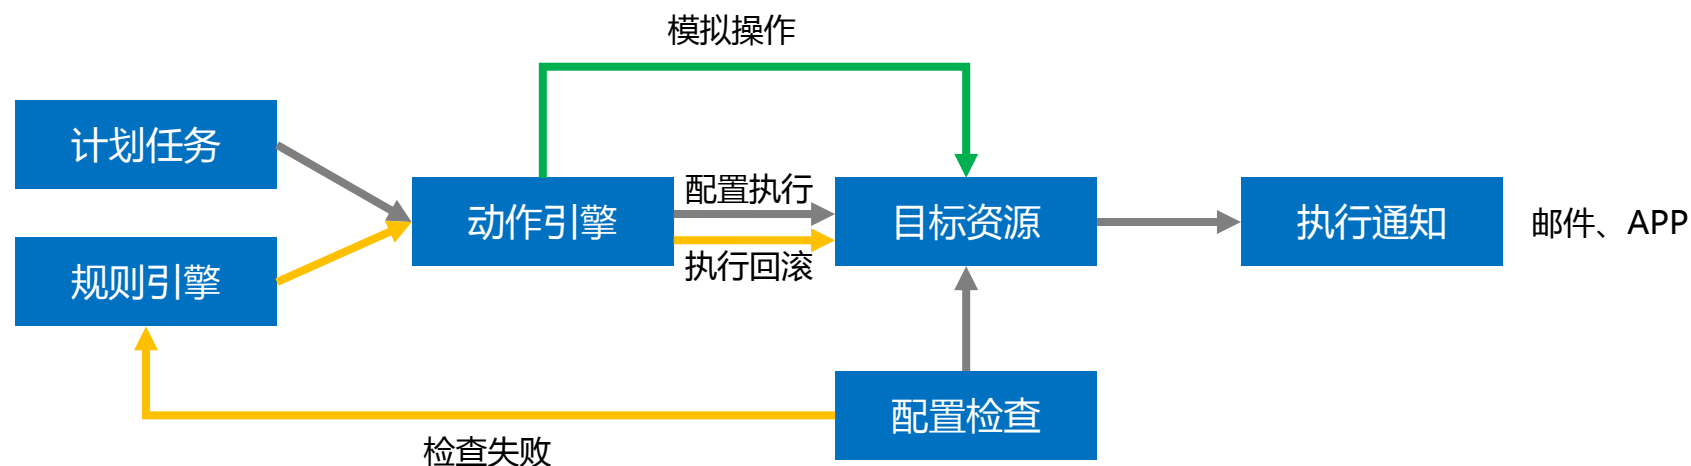 模拟操作
计划任务
规则引擎
动作引擎
配置执行
执行回滚
目标资源
执行通知
邮件、APP
配置检查
检查失败